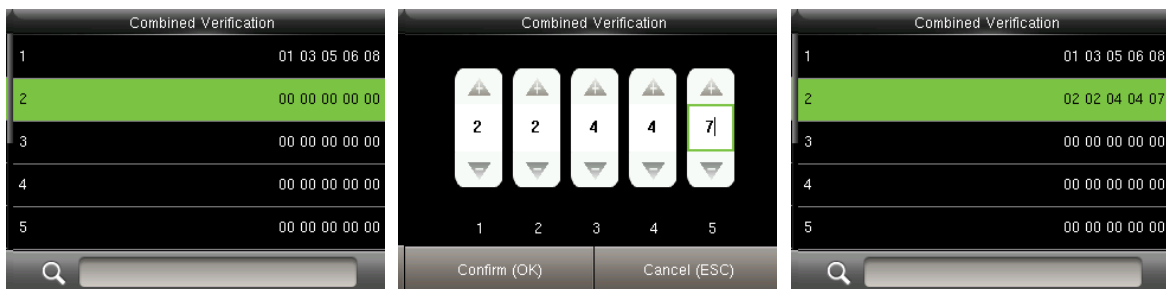 Combined Verification
1 01 03 05 06 08
2 00 00 00 00 00
3 00 00 00 00 00
4 00 00 00 00 00
5 00 00 00 00 00
Combined Verification
2 2 4 4 7
1 2 3 4 5
Confirm (OK) Cancel (ESC)
Combined Verification
1 01 03 05 06 08
2 02 02 04 04 07
3 00 00 00 00 00
4 00 00 00 00 00
5 00 00 00 00 00